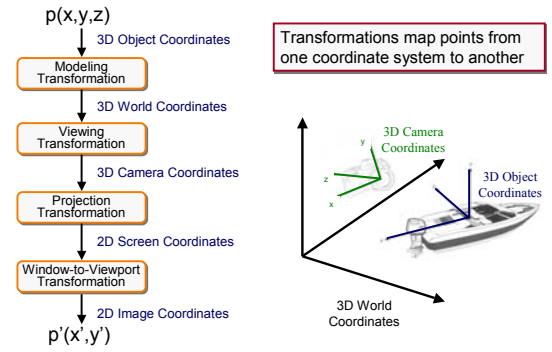 p(x,y,z)
3D Object Coordinates
Modeling
Transformation
3D World Coordinates
Viewing
Transformation
3D Camera Coordinates
Projection
Transformation
2D Screen Coordinates
Window-to-Viewport
Transformation
2D Image Coordinates
p’(x’,y’)
Transformations map points from
one coordinate system to another
3D Camera
Coordinates
y
z
x
3D Object
Coordinates
3D World
Coordinates